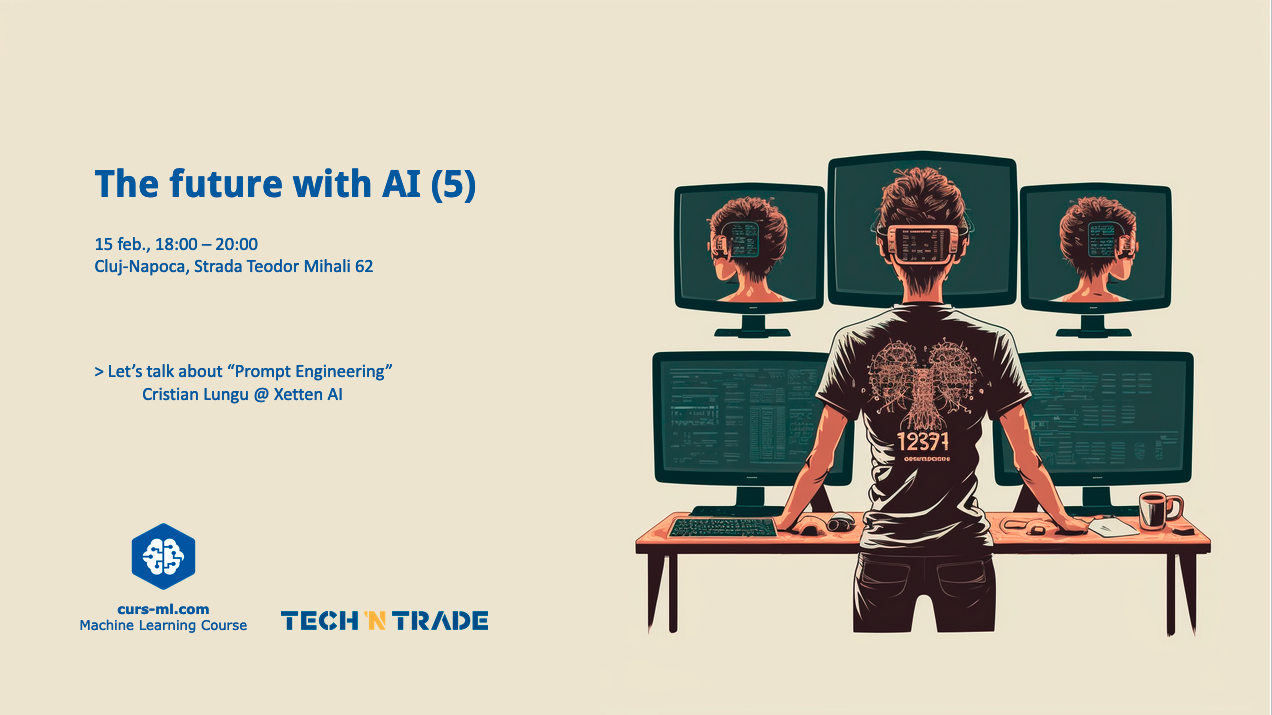 The future with AI (5)
15 feb., 18:00 – 20:00
Cluj-Napoca, Strada Teodor Mihali 62
> Let’s talk about “Prompt Engineering”
Cristian Lungu @ Xetten AI
curs-ml.com
Machine Learning Course
TECH 'N TRADE
12371